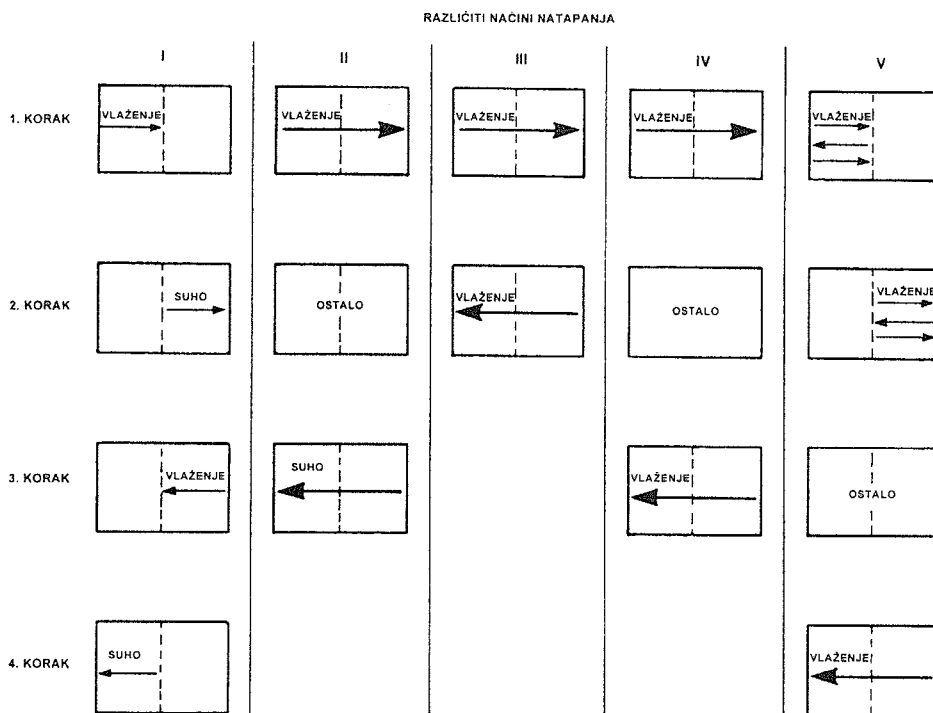 RAZLIČITI NAČINI NATAPANJA
I II III IV V
1. KORAK
VLAŽENJE VLAŽENJE VLAŽENJE VLAŽENJE VLAŽENJE
2. KORAK
SUHO OSTALO VLAŽENJE OSTALO VLAŽENJE
3. KORAK
VLAŽENJE SUHO VLAŽENJE OSTALO
4. KORAK
SUHO VLAŽENJE